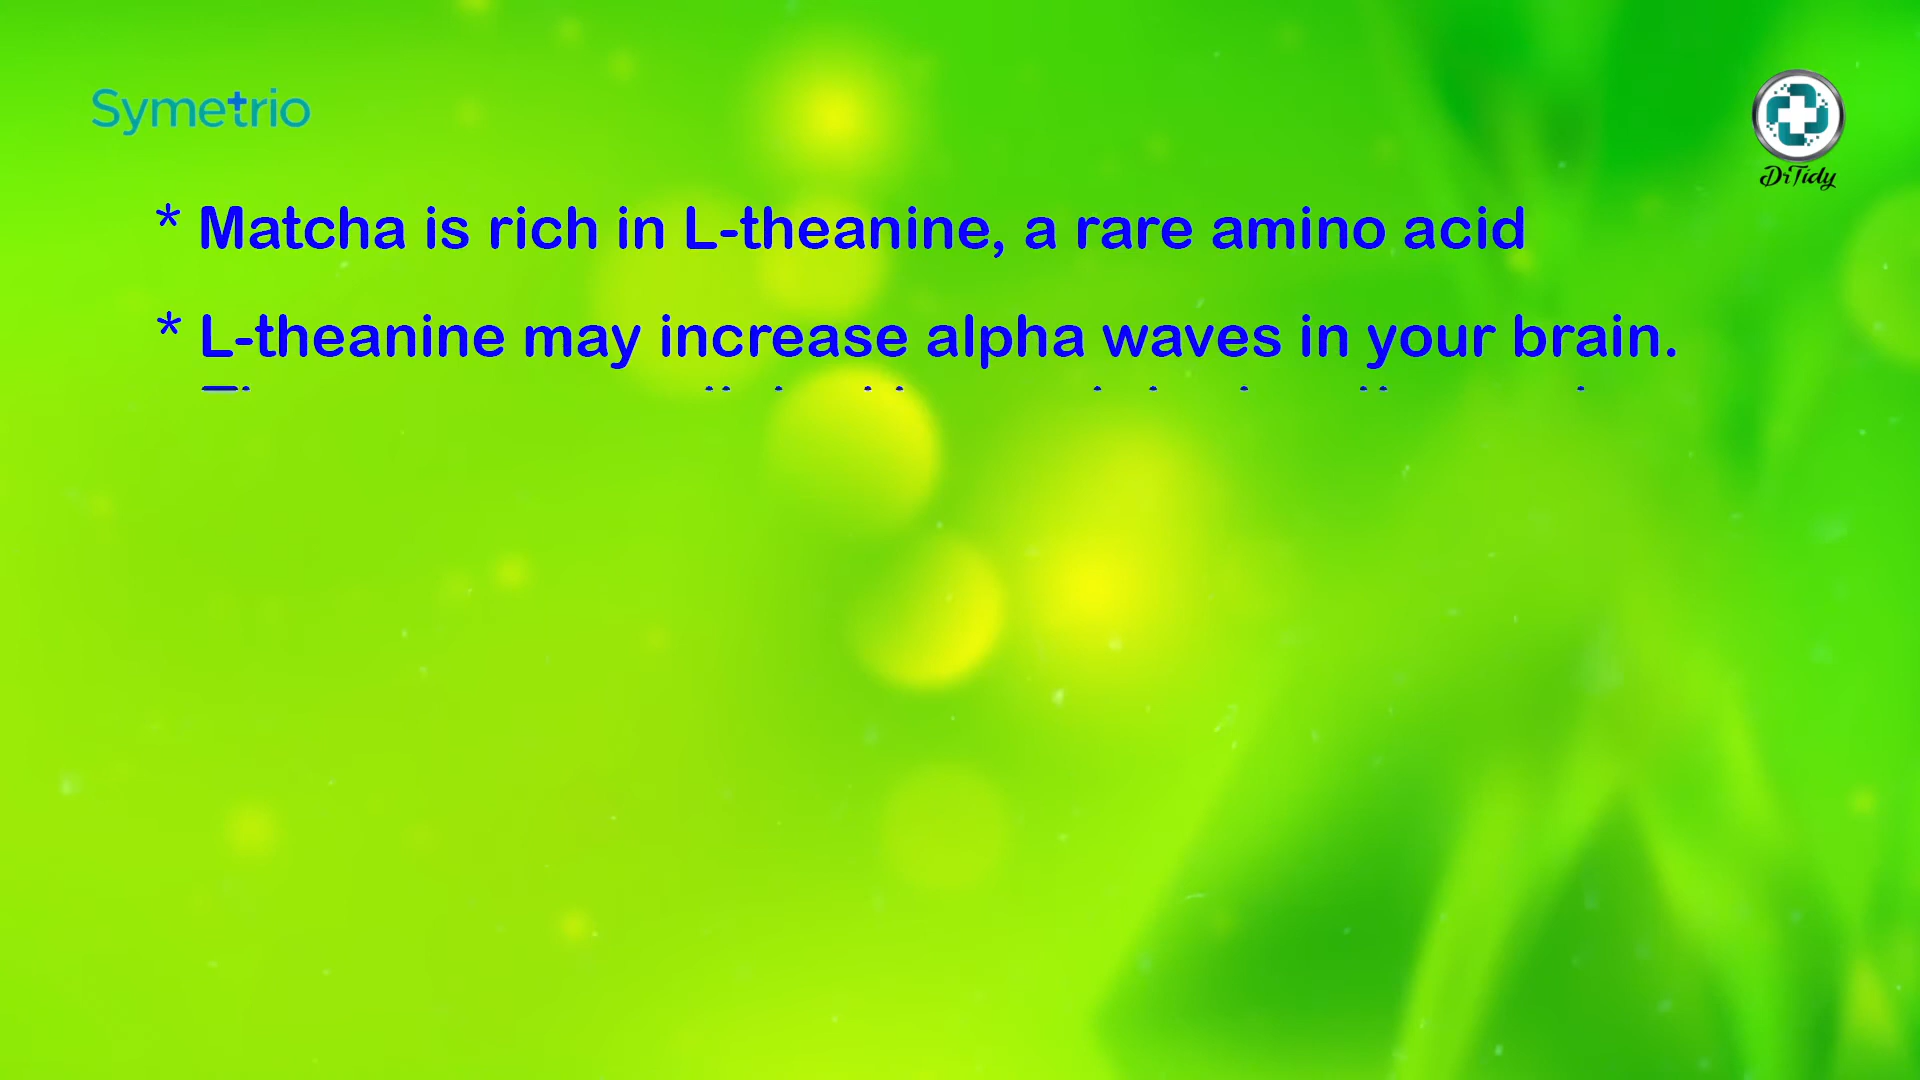 Symetrio
DrTidy
* Matcha is rich in L-theanine, a rare amino acid
* L-theanine may increase alpha waves in your brain.